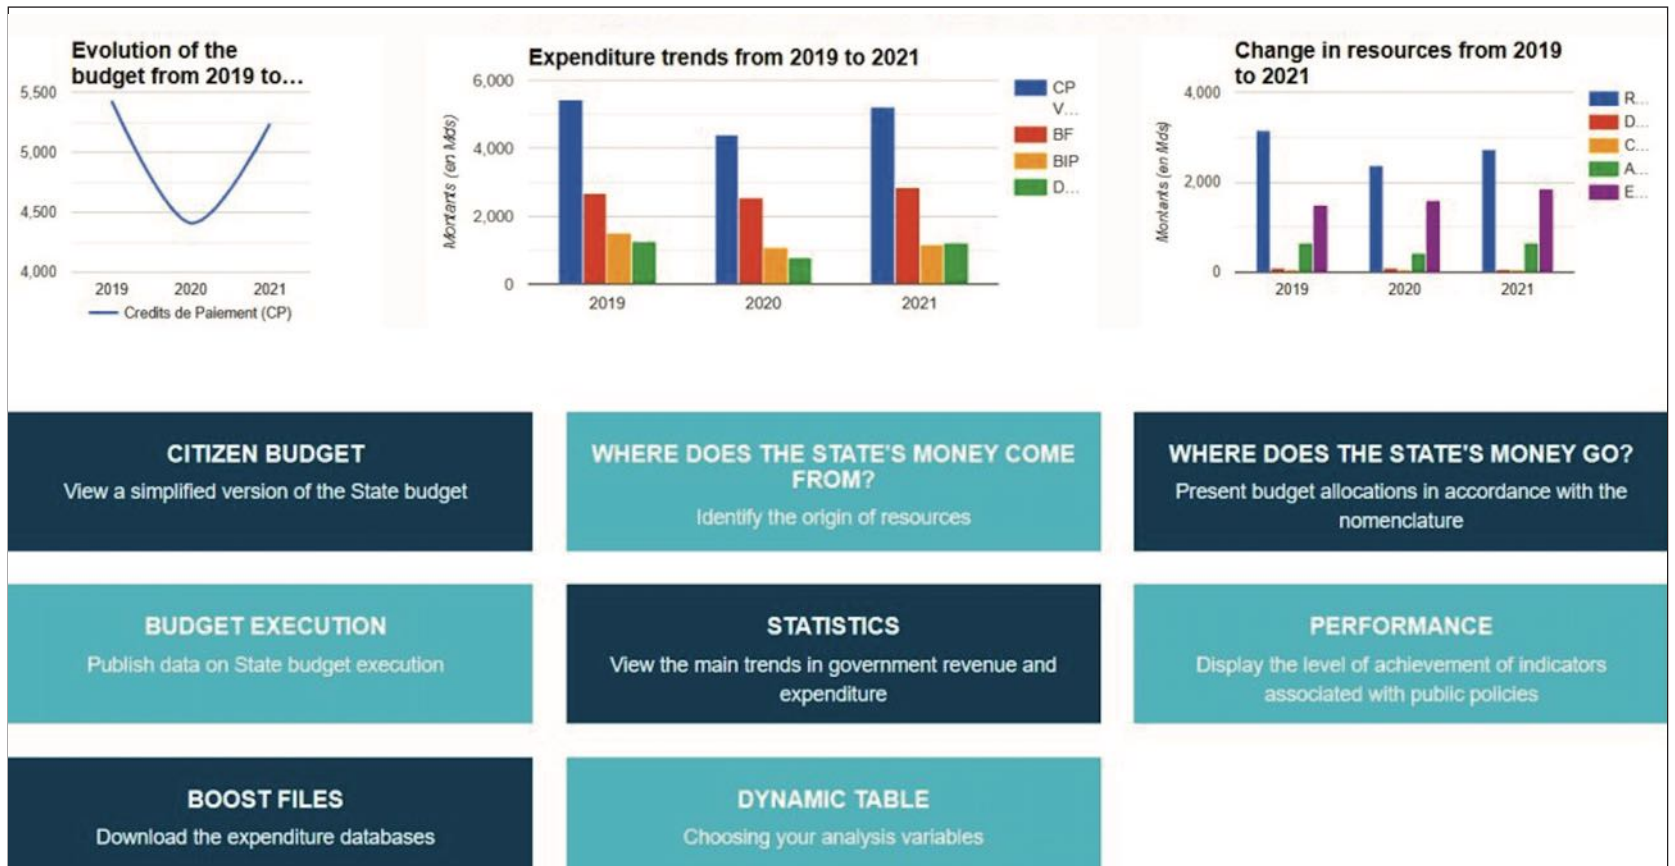 Evolution of the
budget from 2019 to...
5,500
5,000
4,500
4,000
2019 2020 2021
Credits de Paiement (CP)
Expenditure trends from 2019 to 2021
Montants (en Mds)
6,000
4,000
2,000
0
2019 2020 2021
CP
V...
BF
BIP
D...
Change in resources from 2019
to 2021
Montants (en Mds)
4,000
2,000
0
2019 2020 2021
R...
D...
C...
A...
E...
CITIZEN BUDGET
View a simplified version of the State budget
WHERE DOES THE STATE'S MONEY COME
FROM?
Identify the origin of resources
WHERE DOES THE STATE'S MONEY GO?
Present budget allocations in accordance with the
nomenclature
BUDGET EXECUTION
Publish data on State budget execution
STATISTICS
View the main trends in government revenue and
expenditure
PERFORMANCE
Display the level of achievement of indicators
associated with public policies
BOOST FILES
Download the expenditure databases
DYNAMIC TABLE
Choosing your analysis variables